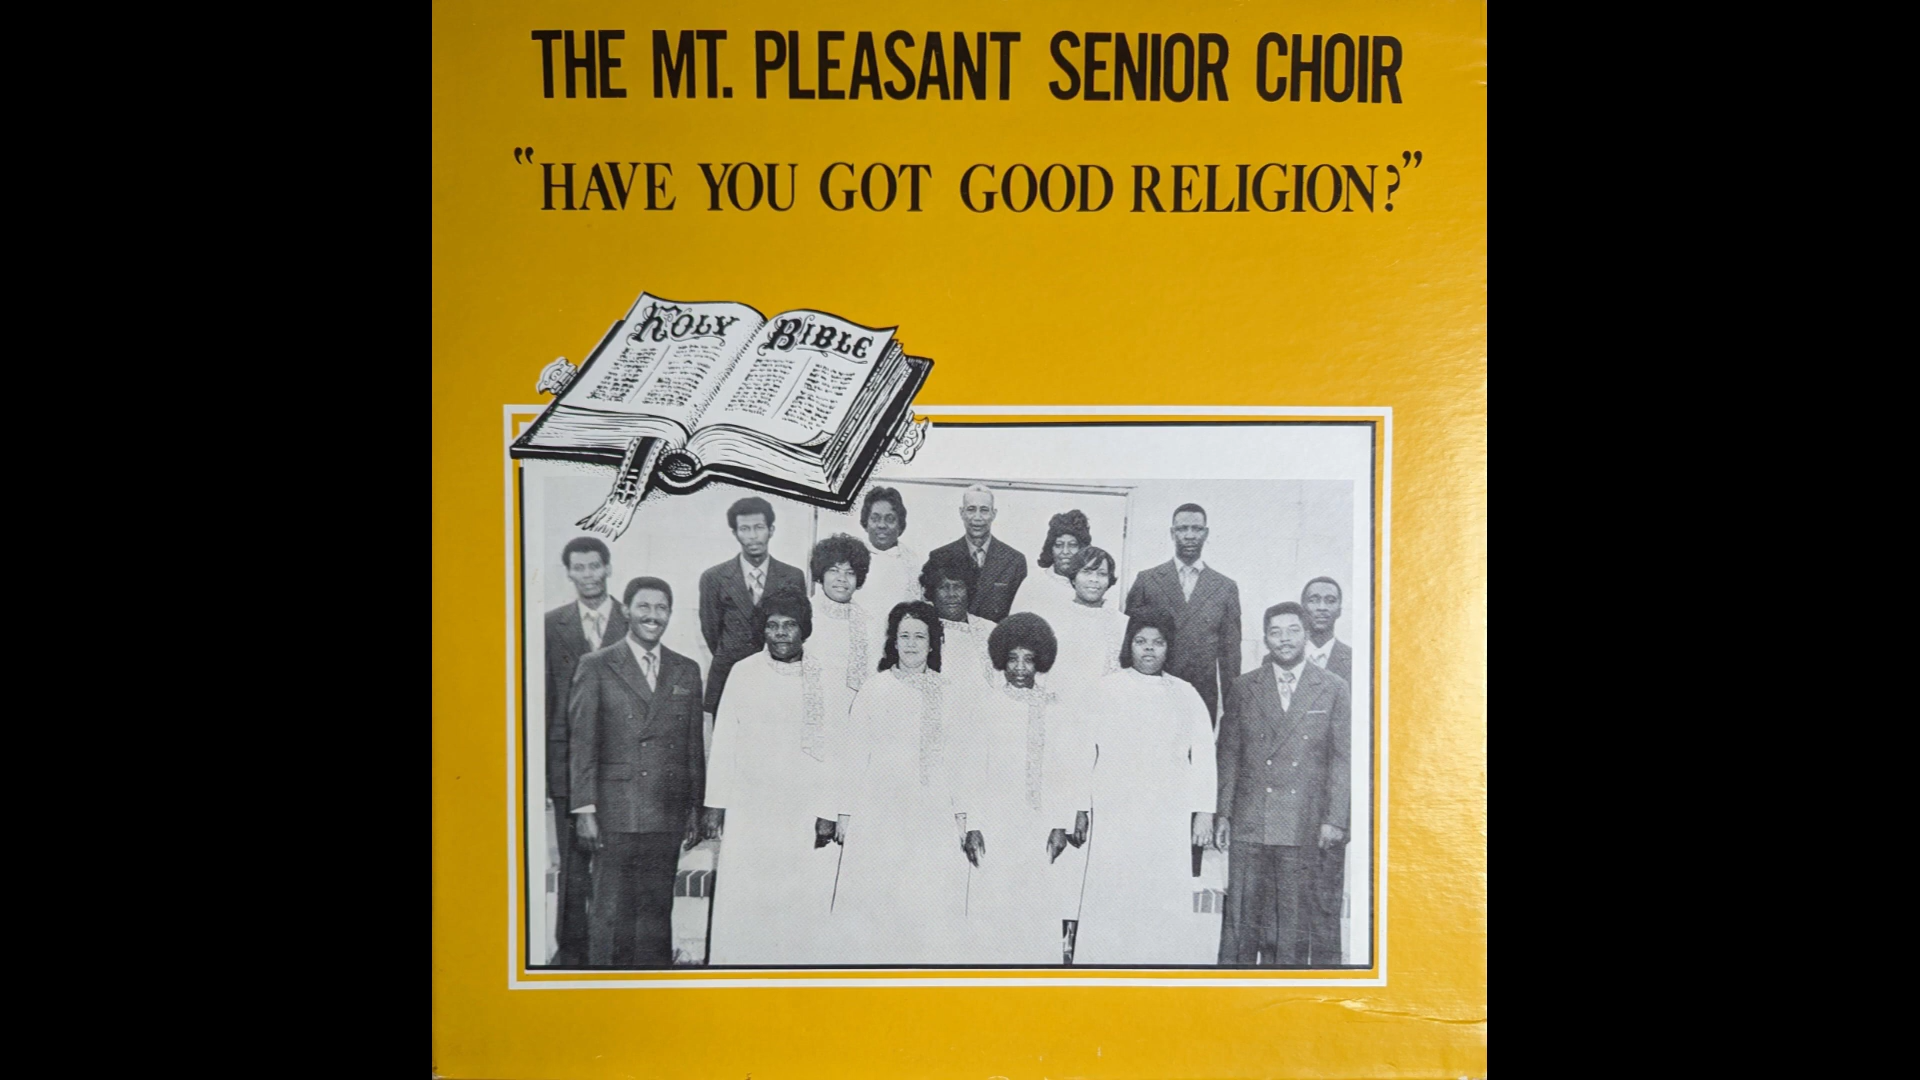 THE MT. PLEASANT SENIOR CHOIR
"HAVE YOU GOT GOOD RELIGION?"
HOLY BIBLE